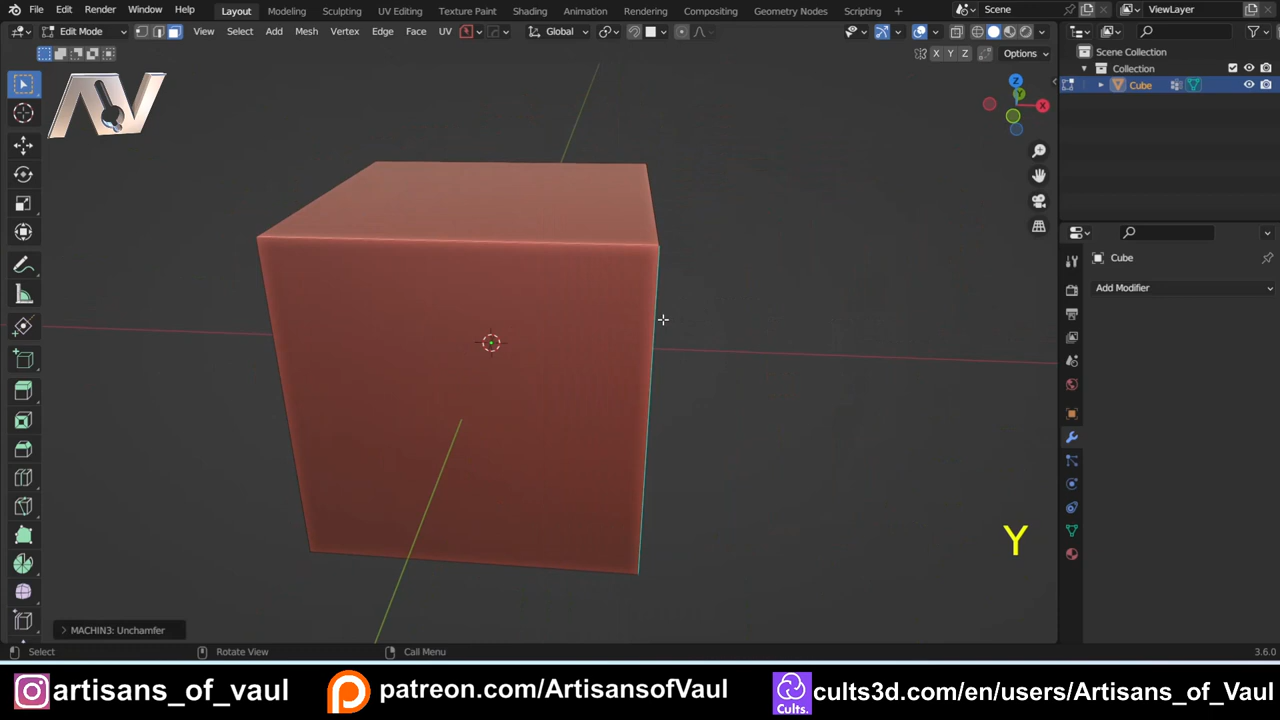 File Edit Render Window Help Layout Modeling Sculpting UV Editing Texture Paint Shading Animation Rendering Compositing Geometry Nodes Scripting + Scene ViewLayer
Edit Mode View Select Add Mesh Vertex Edge Face UV Global
X Y Z Options
Scene Collection
Collection
Cube
AV
Z
Y
X
Cube
Add Modifier
Y
MACHIN3: Unchamfer
Select Rotate View Call Menu 3.6.0
artisans_of_vaul patreon.com/ArtisansofVaul Cults. cults3d.com/en/users/Artisans_of_Vaul